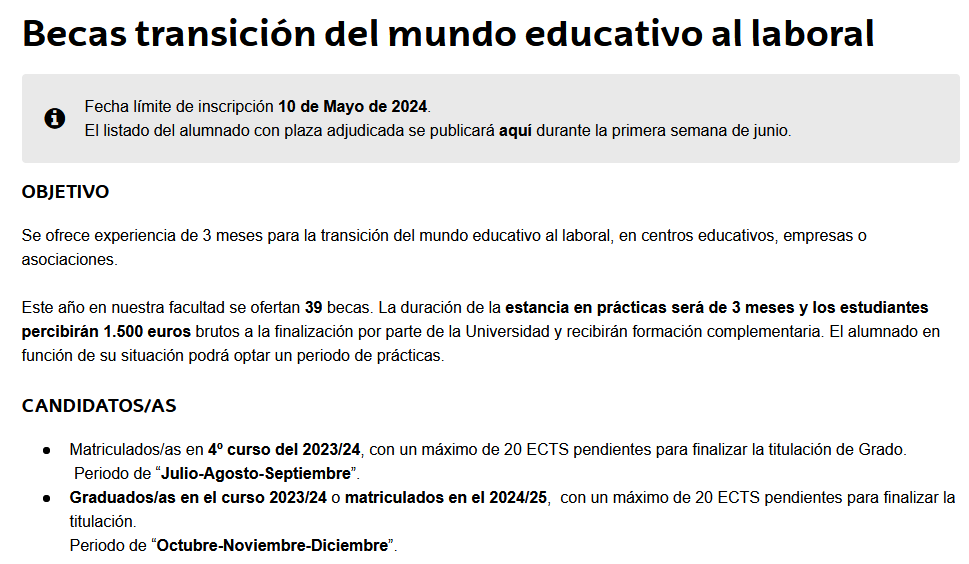 Becas transición del mundo educativo al laboral
Fecha límite de inscripción 10 de Mayo de 2024.
El listado del alumnado con plaza adjudicada se publicará aquí durante la primera semana de junio.
OBJETIVO
Se ofrece experiencia de 3 meses para la transición del mundo educativo al laboral, en centros educativos, empresas o
asociaciones.
Este año en nuestra facultad se ofertan 39 becas. La duración de la estancia en prácticas será de 3 meses y los estudiantes
percibirán 1.500 euros brutos a la finalización por parte de la Universidad y recibirán formación complementaria. El alumnado en
función de su situación podrá optar un periodo de prácticas.
CANDIDATOS/AS
• Matriculados/as en 4º curso del 2023/24, con un máximo de 20 ECTS pendientes para finalizar la titulación de Grado.
Periodo de “Julio-Agosto-Septiembre”.
• Graduados/as en el curso 2023/24 o matriculados en el 2024/25, con un máximo de 20 ECTS pendientes para finalizar la
titulación.
Periodo de “Octubre-Noviembre-Diciembre”.